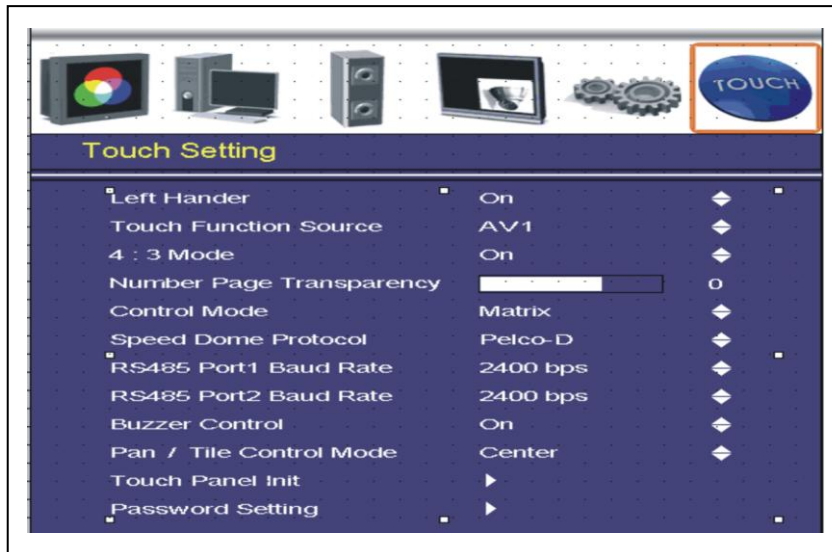 TOUCH
Touch Setting
Left Hander On
Touch Function Source AV1
4 : 3 Mode On
Number Page Transparency 0
Control Mode Matrix
Speed Dome Protocol Pelco-D
RS485 Port1 Baud Rate 2400 bps
RS485 Port2 Baud Rate 2400 bps
Buzzer Control On
Pan / Tile Control Mode Center
Touch Panel Init
Password Setting